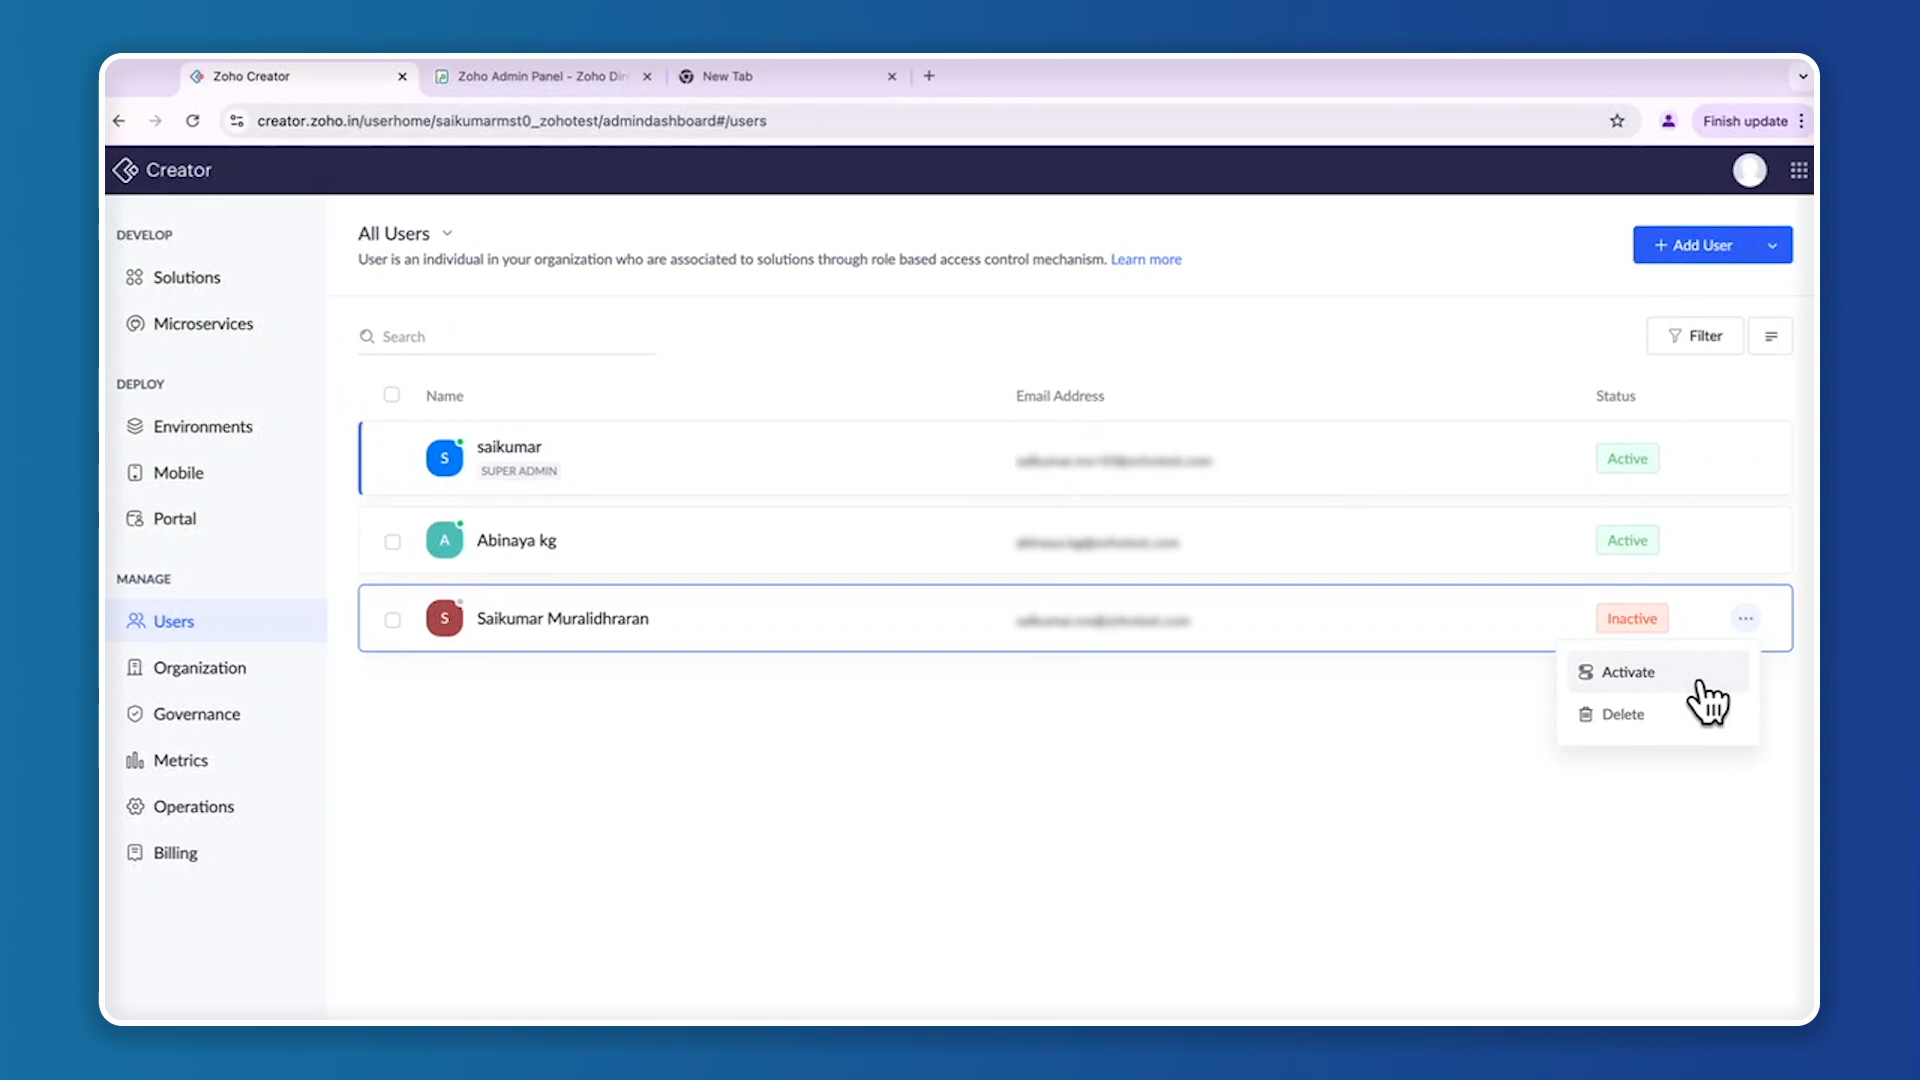 Zoho Creator
Zoho Admin Panel - Zoho Dir
New Tab
creator.zoho.in/userhome/saikumarmst0_zohotest/admindashboard#/users
Finish update
Creator
DEVELOP
Solutions
Microservices
DEPLOY
Environments
Mobile
Portal
MANAGE
Users
Organization
Governance
Metrics
Operations
Billing
All Users
User is an individual in your organization who are associated to solutions through role based access control mechanism. Learn more
+ Add User
Search
Filter
Name
Email Address
Status
S
saikumar
SUPER ADMIN
Active
A
Abinaya kg
Active
S
Saikumar Muralidhraran
Inactive
Activate
Delete